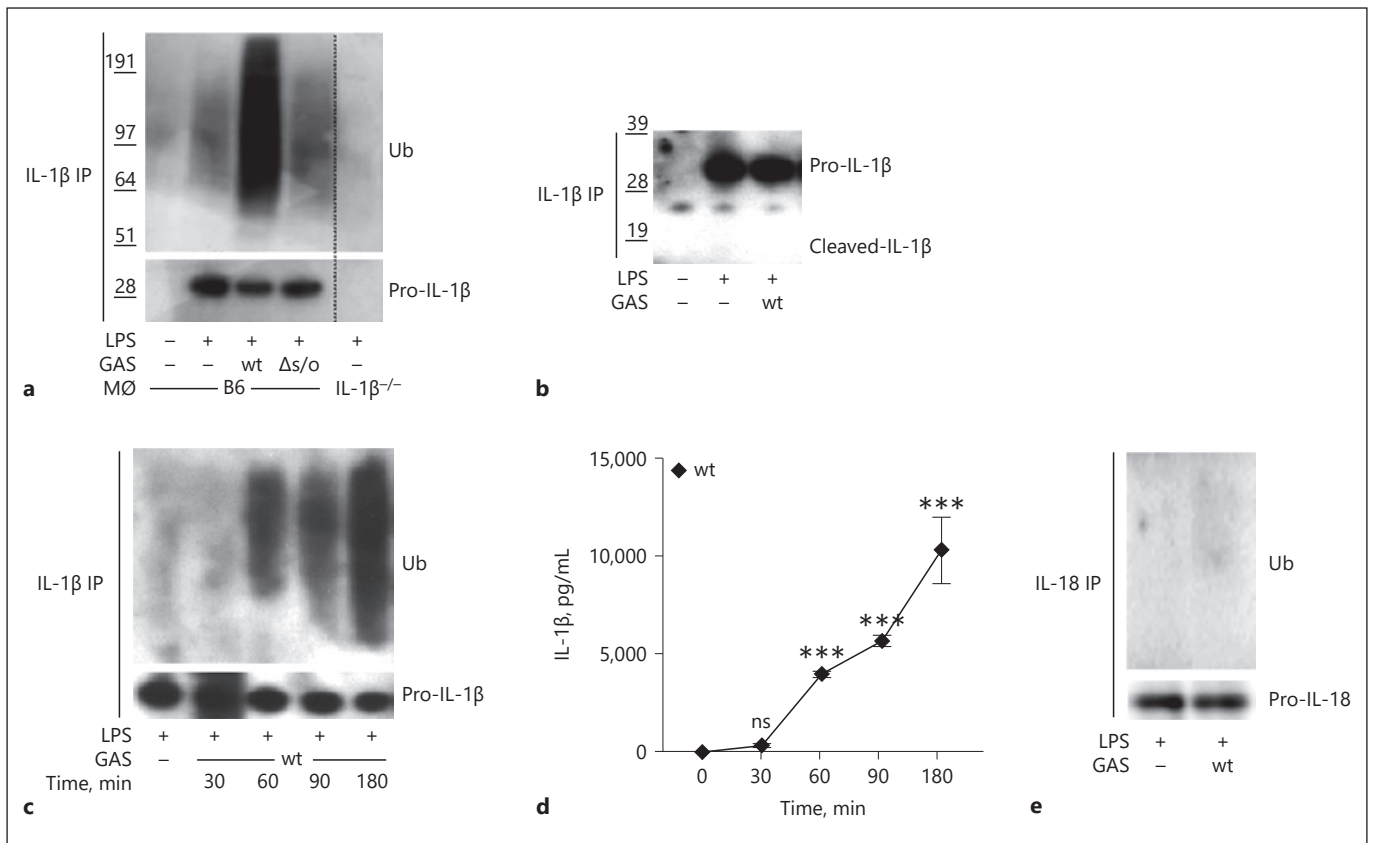 191
97
64
51
28
IL-1β IP
Ub
Pro-IL-1β
LPS – + + + +
GAS – – wt Δs/o –
MØ B6 IL-1β–/–
a
39
28
19
IL-1β IP
Pro-IL-1β
Cleaved-IL-1β
LPS – + +
GAS – – wt
b
IL-1β IP
Ub
Pro-IL-1β
LPS + + + + +
GAS – wt
Time, min 30 60 90 180
c
15,000
10,000
5,000
0
IL-1β, pg/mL
wt
ns
***
***
***
0 30 60 90 180
Time, min
d
IL-18 IP
Ub
Pro-IL-18
LPS + +
GAS – wt
e